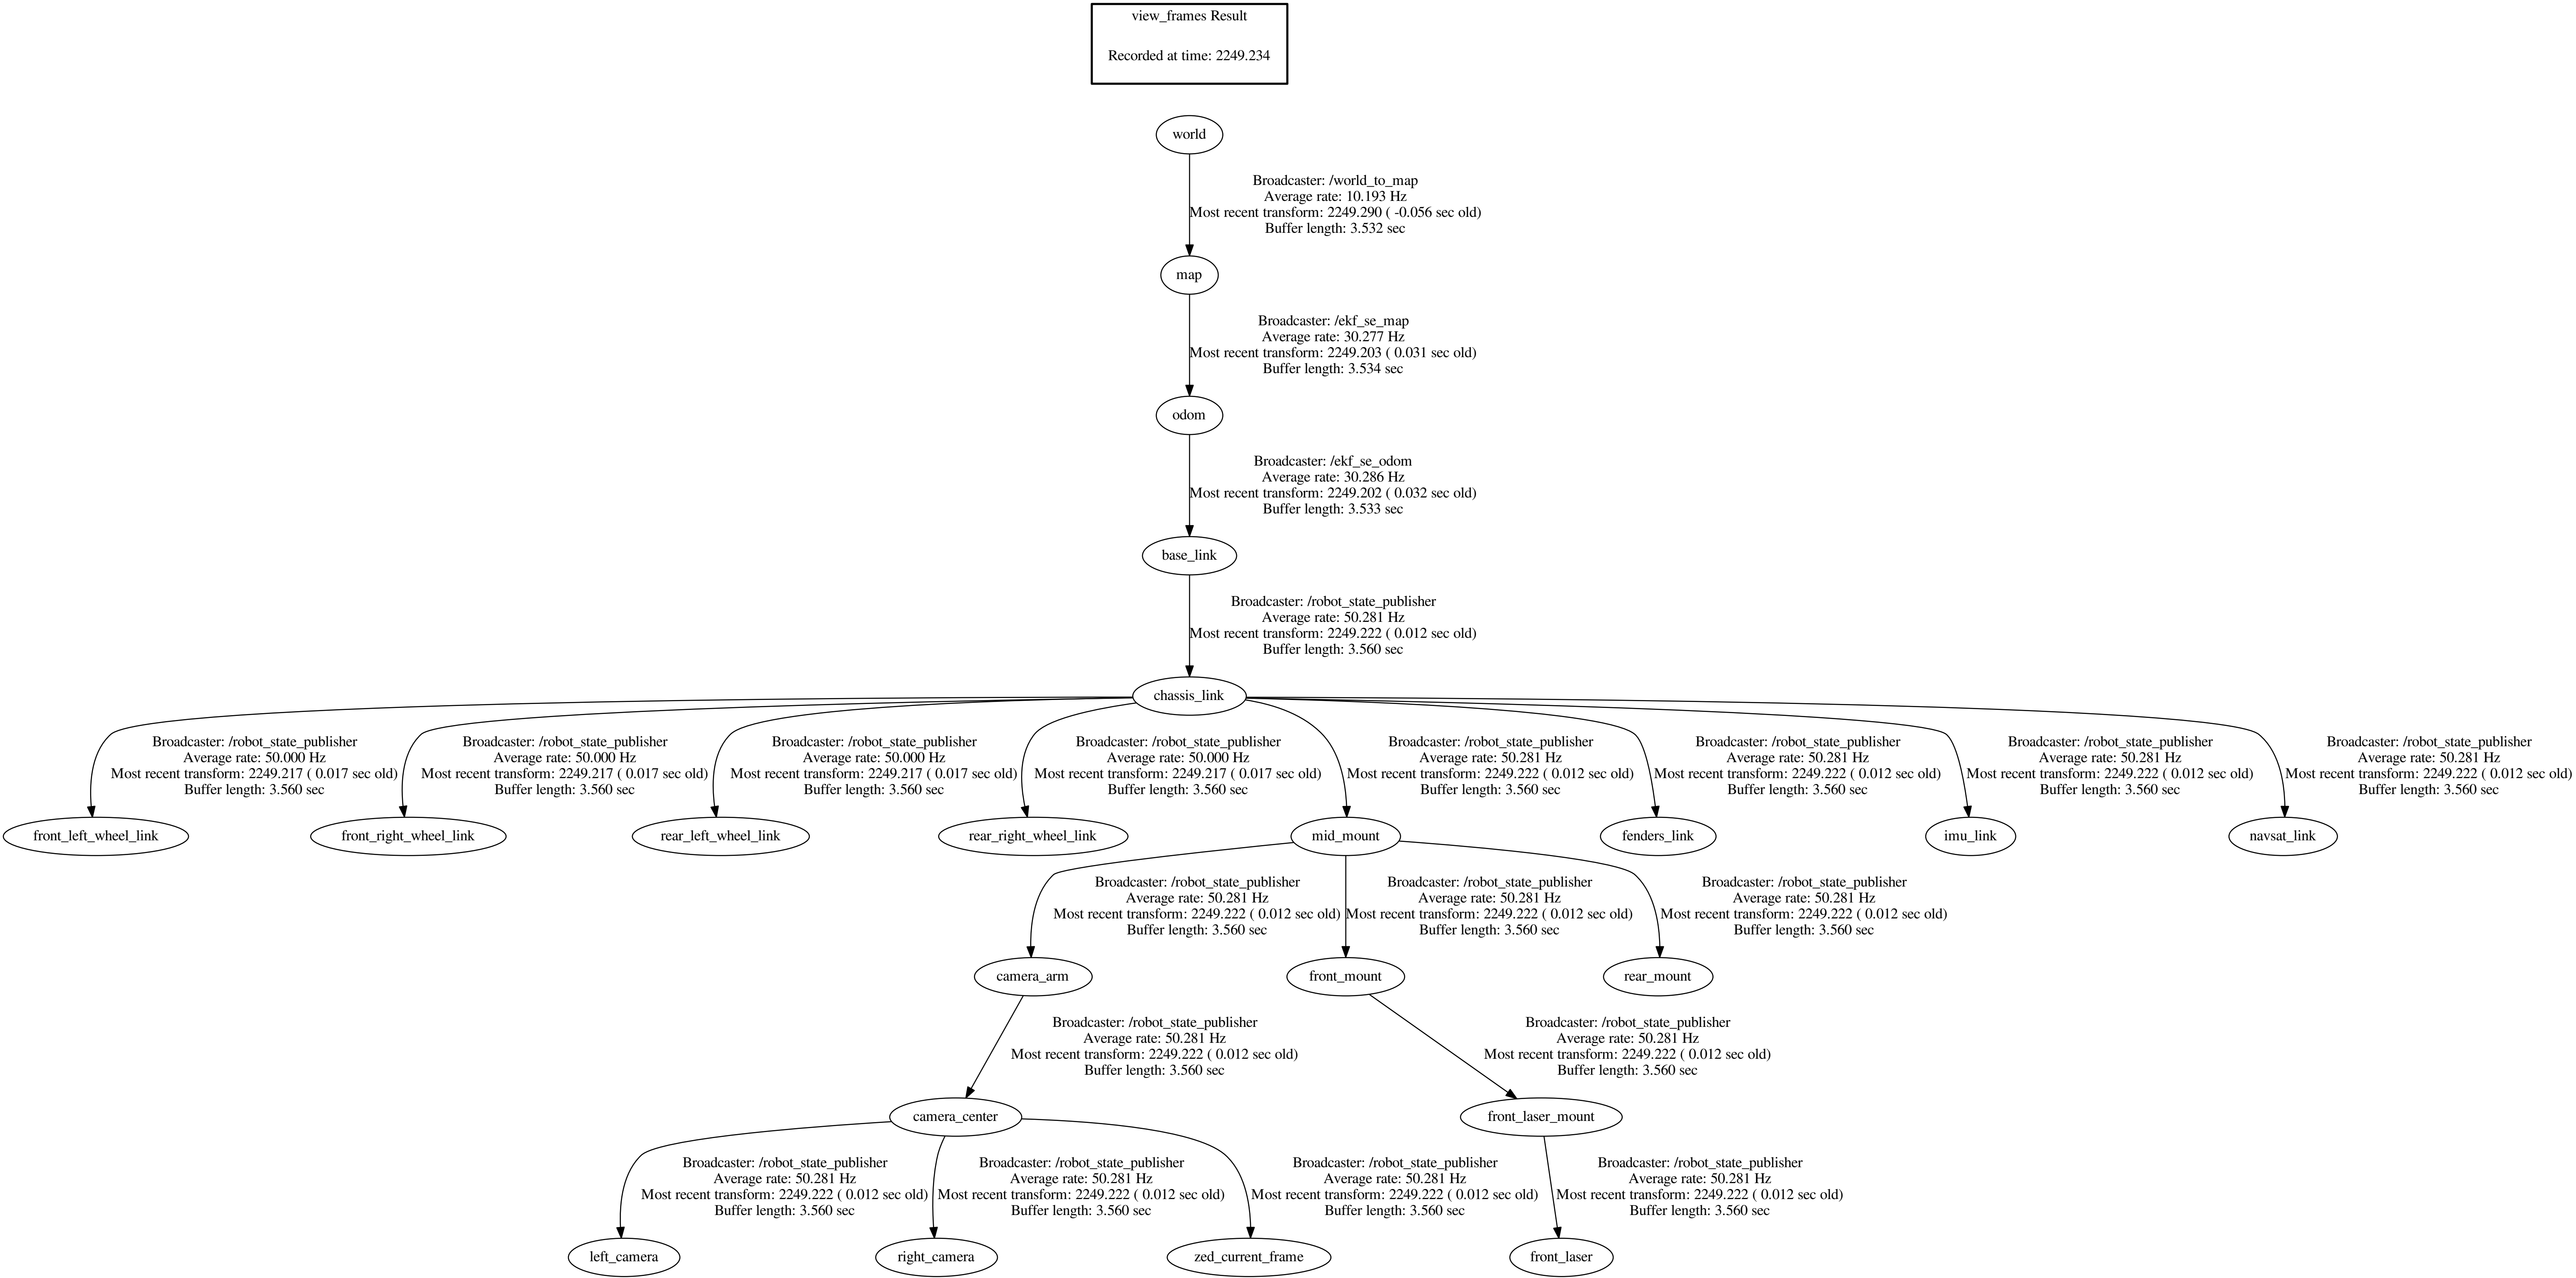 view_frames Result
Recorded at time: 2249.234
world
Broadcaster: /world_to_map
Average rate: 10.193 Hz
Most recent transform: 2249.290 ( -0.056 sec old)
Buffer length: 3.532 sec
map
Broadcaster: /ekf_se_map
Average rate: 30.277 Hz
Most recent transform: 2249.203 ( 0.031 sec old)
Buffer length: 3.534 sec
odom
Broadcaster: /ekf_se_odom
Average rate: 30.286 Hz
Most recent transform: 2249.202 ( 0.032 sec old)
Buffer length: 3.533 sec
base_link
Broadcaster: /robot_state_publisher
Average rate: 50.281 Hz
Most recent transform: 2249.222 ( 0.012 sec old)
Buffer length: 3.560 sec
chassis_link
Broadcaster: /robot_state_publisher
Average rate: 50.000 Hz
Most recent transform: 2249.217 ( 0.017 sec old)
Buffer length: 3.560 sec
Broadcaster: /robot_state_publisher
Average rate: 50.000 Hz
Most recent transform: 2249.217 ( 0.017 sec old)
Buffer length: 3.560 sec
Broadcaster: /robot_state_publisher
Average rate: 50.000 Hz
Most recent transform: 2249.217 ( 0.017 sec old)
Buffer length: 3.560 sec
Broadcaster: /robot_state_publisher
Average rate: 50.000 Hz
Most recent transform: 2249.217 ( 0.017 sec old)
Buffer length: 3.560 sec
Broadcaster: /robot_state_publisher
Average rate: 50.281 Hz
Most recent transform: 2249.222 ( 0.012 sec old)
Buffer length: 3.560 sec
Broadcaster: /robot_state_publisher
Average rate: 50.281 Hz
Most recent transform: 2249.222 ( 0.012 sec old)
Buffer length: 3.560 sec
Broadcaster: /robot_state_publisher
Average rate: 50.281 Hz
Most recent transform: 2249.222 ( 0.012 sec old)
Buffer length: 3.560 sec
Broadcaster: /robot_state_publisher
Average rate: 50.281 Hz
Most recent transform: 2249.222 ( 0.012 sec old)
Buffer length: 3.560 sec
front_left_wheel_link
front_right_wheel_link
rear_left_wheel_link
rear_right_wheel_link
mid_mount
fenders_link
imu_link
navsat_link
Broadcaster: /robot_state_publisher
Average rate: 50.281 Hz
Most recent transform: 2249.222 ( 0.012 sec old)
Buffer length: 3.560 sec
Broadcaster: /robot_state_publisher
Average rate: 50.281 Hz
Most recent transform: 2249.222 ( 0.012 sec old)
Buffer length: 3.560 sec
Broadcaster: /robot_state_publisher
Average rate: 50.281 Hz
Most recent transform: 2249.222 ( 0.012 sec old)
Buffer length: 3.560 sec
camera_arm
front_mount
rear_mount
Broadcaster: /robot_state_publisher
Average rate: 50.281 Hz
Most recent transform: 2249.222 ( 0.012 sec old)
Buffer length: 3.560 sec
Broadcaster: /robot_state_publisher
Average rate: 50.281 Hz
Most recent transform: 2249.222 ( 0.012 sec old)
Buffer length: 3.560 sec
camera_center
front_laser_mount
Broadcaster: /robot_state_publisher
Average rate: 50.281 Hz
Most recent transform: 2249.222 ( 0.012 sec old)
Buffer length: 3.560 sec
Broadcaster: /robot_state_publisher
Average rate: 50.281 Hz
Most recent transform: 2249.222 ( 0.012 sec old)
Buffer length: 3.560 sec
Broadcaster: /robot_state_publisher
Average rate: 50.281 Hz
Most recent transform: 2249.222 ( 0.012 sec old)
Buffer length: 3.560 sec
Broadcaster: /robot_state_publisher
Average rate: 50.281 Hz
Most recent transform: 2249.222 ( 0.012 sec old)
Buffer length: 3.560 sec
left_camera
right_camera
zed_current_frame
front_laser